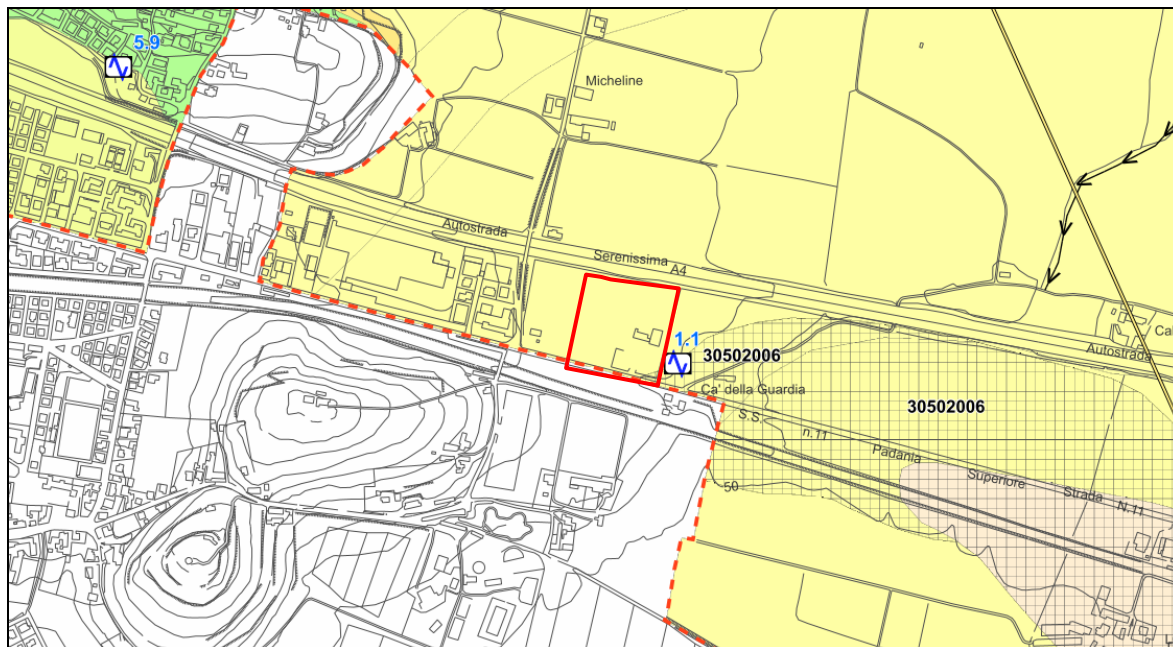 5.9
Micheline
Autostrada
Serenissima
A4
Ca
1.1
30502006
Autostrada
Ca' della Guardia
30502006
S.S.
n.11
Padania
Superiore
Strada
N.11
50